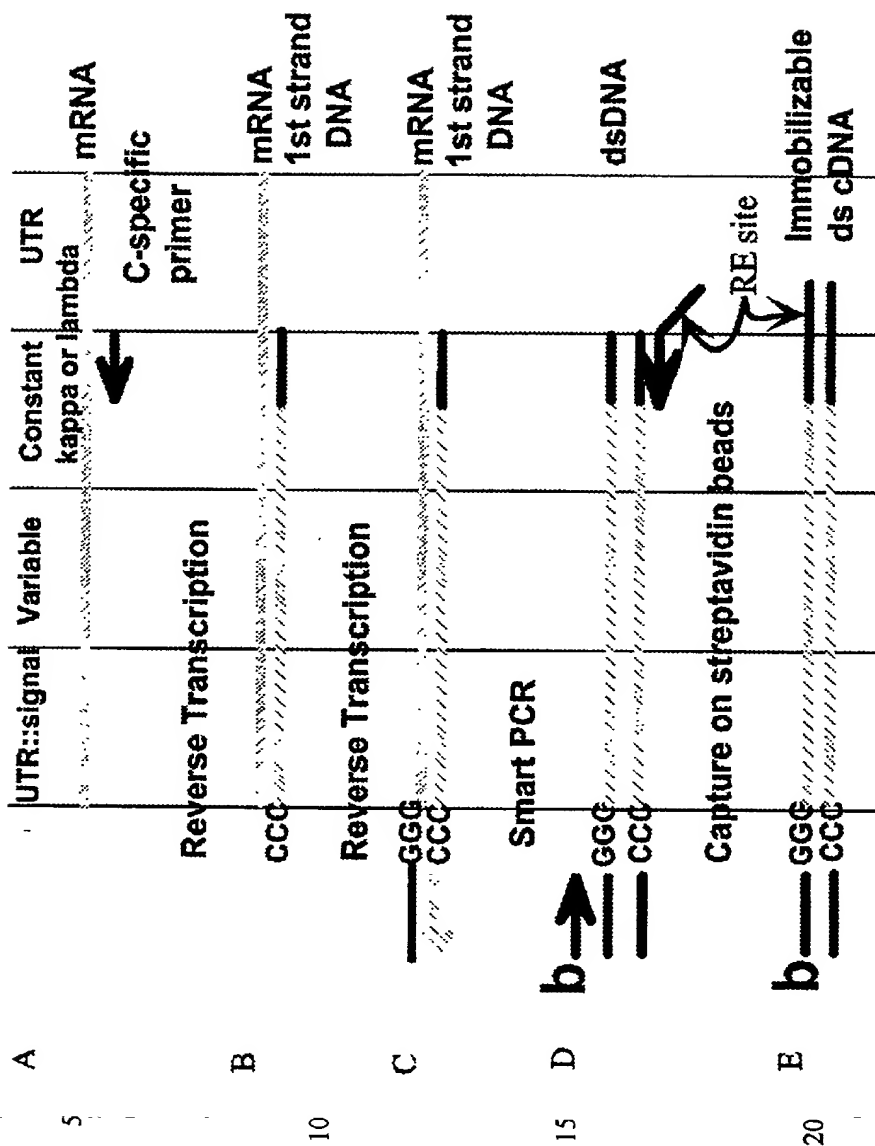 A
UTR::signal Variable Constant UTR
kappa or lambda
5
mRNA
C-specific
primer
Reverse Transcription
B
CCC
mRNA
1st strand
DNA
10
Reverse Transcription
C
GGG
CCC
mRNA
1st strand
DNA
Smart PCR
15
D
b
GGG
CCC
dsDNA
Capture on streptavidin beads
RE site
E
b
GGG
CCC
Immobilizable
ds cDNA
20